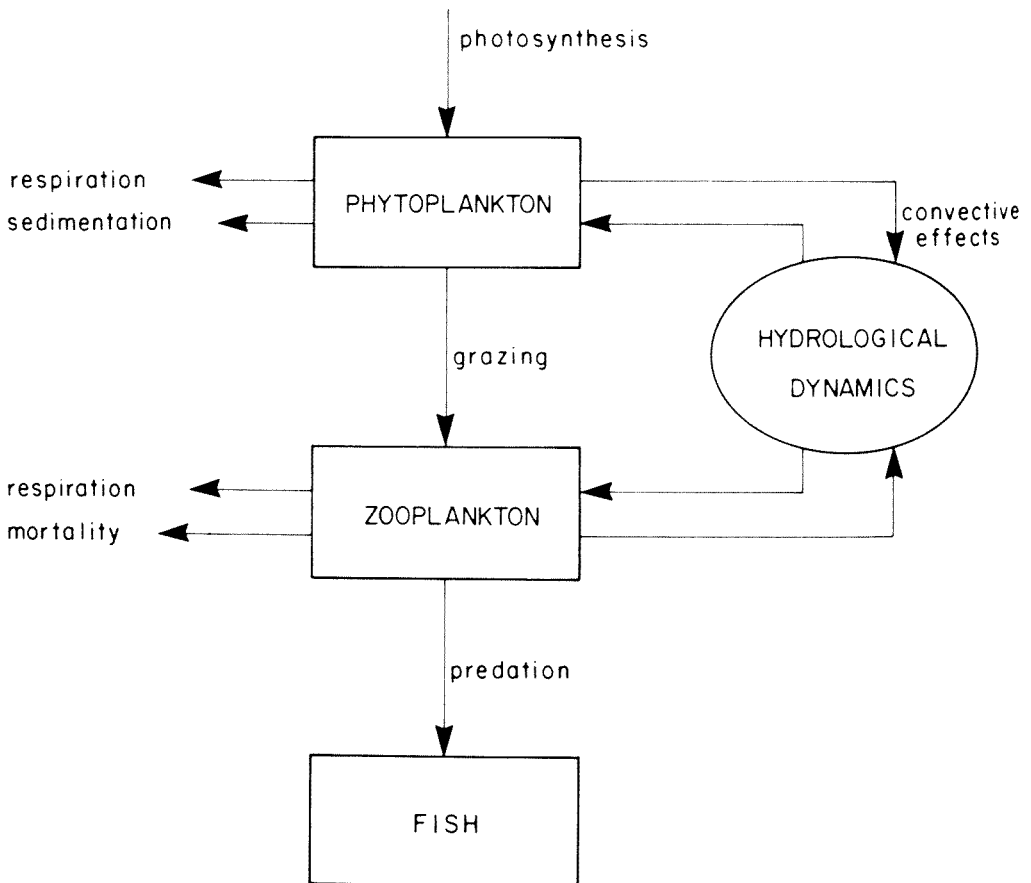 photosynthesis
respiration
PHYTOPLANKTON
sedimentation
convective
effects
HYDROLOGICAL
DYNAMICS
grazing
respiration
ZOOPLANKTON
mortality
predation
FISH